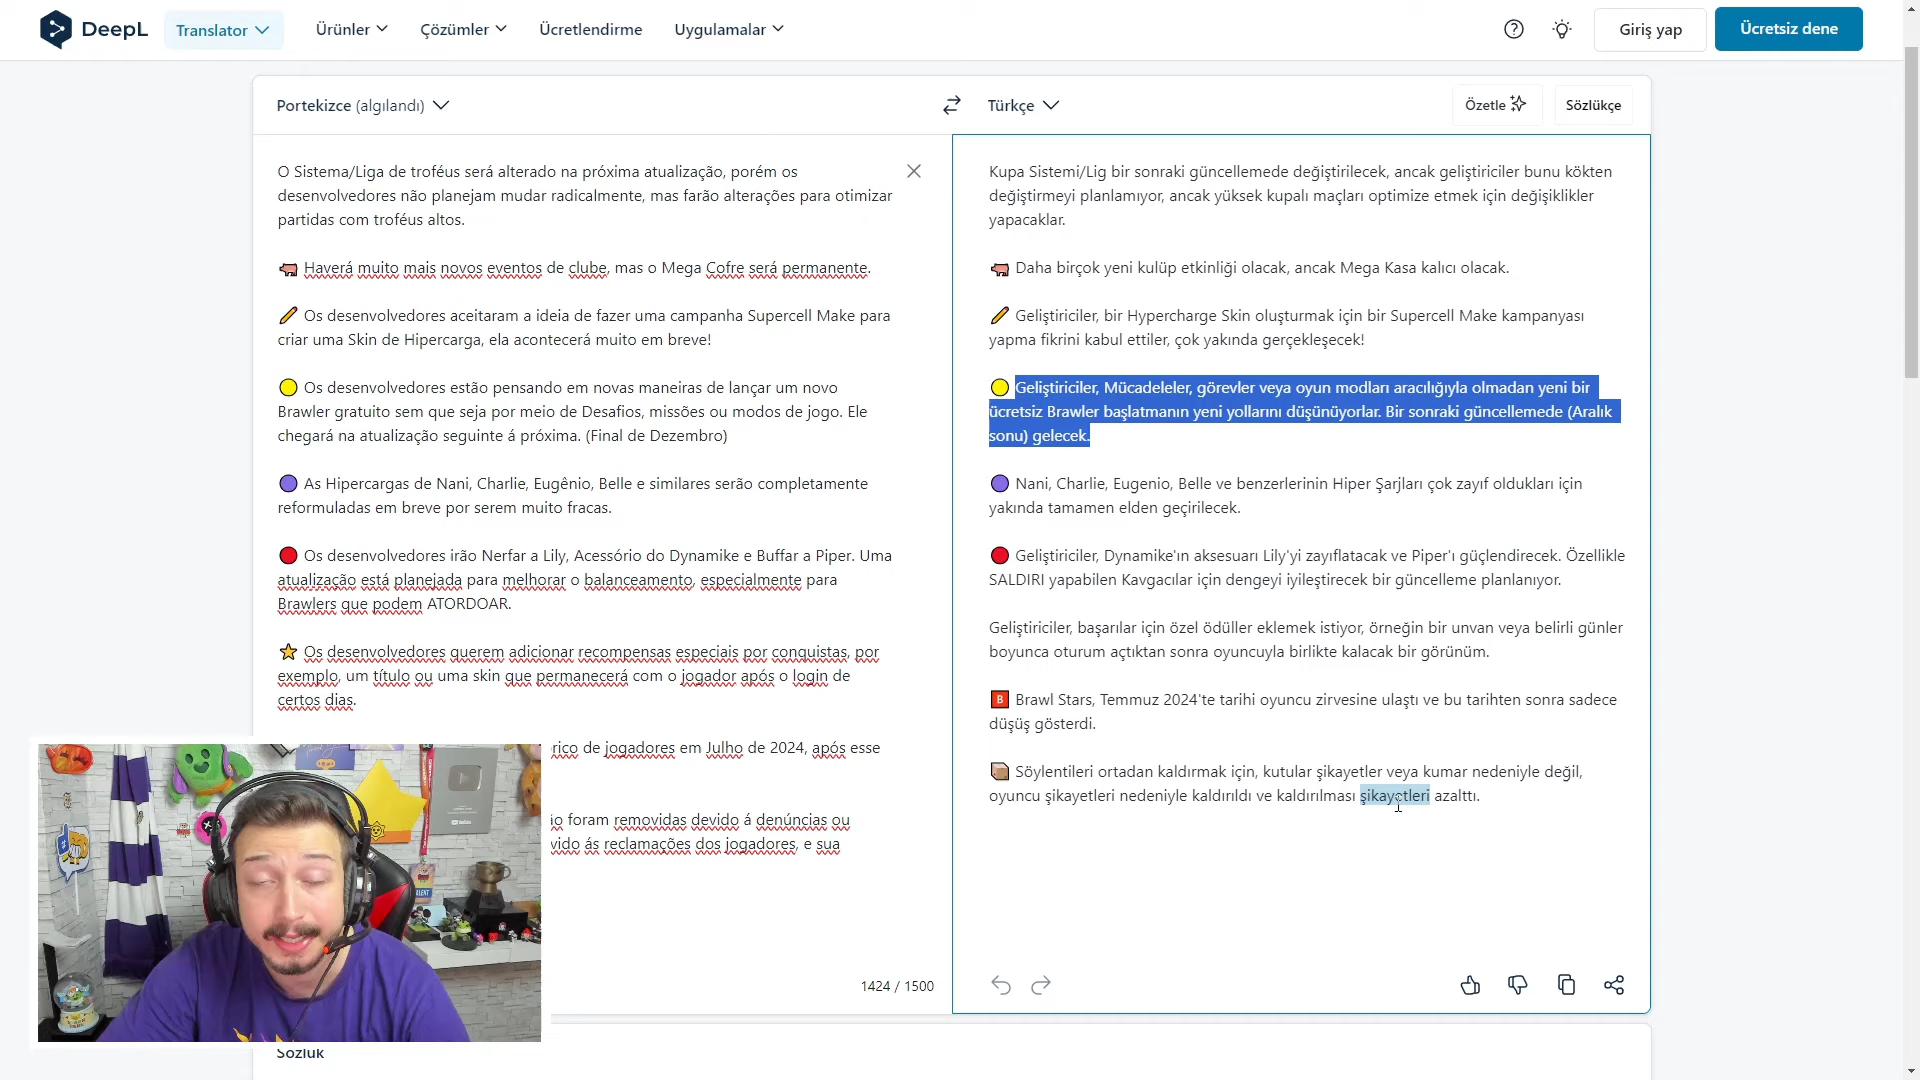 DeepL Translator Ürünler Çözümler Ücretlendirme Uygulamalar Giriş yap Ücretsiz dene
Portekizce (algılandı) Türkçe Özetle Sözlükçe
O Sistema/Liga de troféus será alterado na próxima atualização, porém os
desenvolvedores não planejam mudar radicalmente, mas farão alterações para otimizar
partidas com troféus altos.
Haverá muito mais novos eventos de clube, mas o Mega Cofre será permanente.
Os desenvolvedores aceitaram a ideia de fazer uma campanha Supercell Make para
criar uma Skin de Hipercarga, ela acontecerá muito em breve!
Os desenvolvedores estão pensando em novas maneiras de lançar um novo
Brawler gratuito sem que seja por meio de Desafios, missões ou modos de jogo. Ele
chegará na atualização seguinte á próxima. (Final de Dezembro)
As Hipercargas de Nani, Charlie, Eugênio, Belle e similares serão completamente
reformuladas em breve por serem muito fracas.
Os desenvolvedores irão Nerfar a Lily, Acessório do Dynamike e Buffar a Piper. Uma
atualização está planejada para melhorar o balanceamento, especialmente para
Brawlers que podem ATORDOAR.
Os desenvolvedores querem adicionar recompensas especiais por conquistas, por
exemplo, um título ou uma skin que permanecerá com o jogador após o login de
certos dias.
rico de jogadores em Julho de 2024, após esse
io foram removidas devido á denúncias ou
vido ás reclamações dos jogadores, e sua
1424 / 1500
Kupa Sistemi/Lig bir sonraki güncellemede değiştirilecek, ancak geliştiriciler bunu kökten
değiştirmeyi planlamıyor, ancak yüksek kupalı maçları optimize etmek için değişiklikler
yapacaklar.
Daha birçok yeni kulüp etkinliği olacak, ancak Mega Kasa kalıcı olacak.
Geliştiriciler, bir Hypercharge Skin oluşturmak için bir Supercell Make kampanyası
yapma fikrini kabul ettiler, çok yakında gerçekleşecek!
Geliştiriciler, Mücadeleler, görevler veya oyun modları aracılığıyla olmadan yeni bir
ücretsiz Brawler başlatmanın yeni yollarını düşünüyorlar. Bir sonraki güncellemede (Aralık
sonu) gelecek.
Nani, Charlie, Eugenio, Belle ve benzerlerinin Hiper Şarjları çok zayıf oldukları için
yakında tamamen elden geçirilecek.
Geliştiriciler, Dynamike'ın aksesuarı Lily'yi zayıflatacak ve Piper'ı güçlendirecek. Özellikle
SALDIRI yapabilen Kavgacılar için dengeyi iyileştirecek bir güncelleme planlanıyor.
Geliştiriciler, başarılar için özel ödüller eklemek istiyor, örneğin bir unvan veya belirli günler
boyunca oturum açtıktan sonra oyuncuyla birlikte kalacak bir görünüm.
B Brawl Stars, Temmuz 2024'te tarihi oyuncu zirvesine ulaştı ve bu tarihten sonra sadece
düşüş gösterdi.
Söylentileri ortadan kaldırmak için, kutular şikayetler veya kumar nedeniyle değil,
oyuncu şikayetleri nedeniyle kaldırıldı ve kaldırılması şikayetleri azalttı.
Sözlük